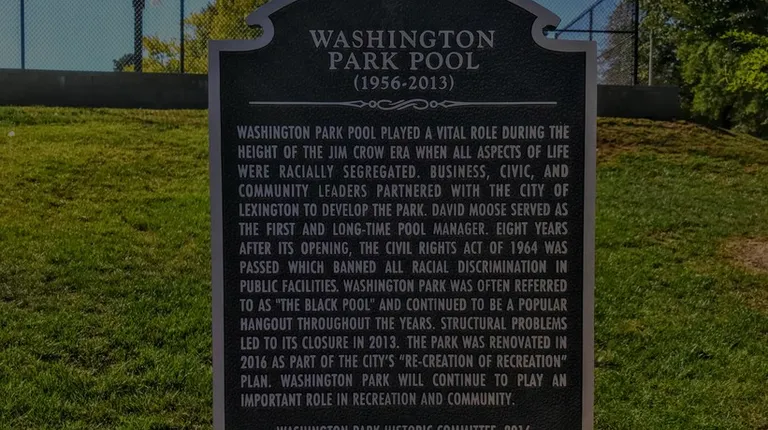 WASHINGTON
PARK POOL
(1956-2013)
WASHINGTON PARK POOL PLAYED A VITAL ROLE DURING THE
HEIGHT OF THE JIM CROW ERA WHEN ALL ASPECTS OF LIFE
WERE RACIALLY SEGREGATED. BUSINESS, CIVIC, AND
COMMUNITY LEADERS PARTNERED WITH THE CITY OF
LEXINGTON TO DEVELOP THE PARK. DAVID MOOSE SERVED AS
THE FIRST AND LONG-TIME POOL MANAGER. EIGHT YEARS
AFTER ITS OPENING, THE CIVIL RIGHTS ACT OF 1964 WAS
PASSED WHICH BANNED ALL RACIAL DISCRIMINATION IN
PUBLIC FACILITIES. WASHINGTON PARK WAS OFTEN REFERRED
TO AS "THE BLACK POOL" AND CONTINUED TO BE A POPULAR
HANGOUT THROUGHOUT THE YEARS. STRUCTURAL PROBLEMS
LED TO ITS CLOSURE IN 2013. THE PARK WAS RENOVATED IN
2016 AS PART OF THE CITY'S "RE-CREATION OF RECREATION"
PLAN. WASHINGTON PARK WILL CONTINUE TO PLAY AN
IMPORTANT ROLE IN RECREATION AND COMMUNITY.
WASHINGTON PARK HISTORIC COMMITTEE, 2016